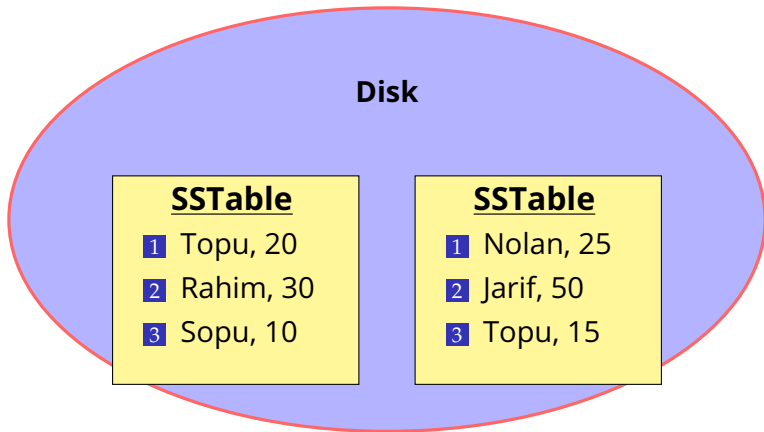 Disk
SSTable
1 Topu, 20
2 Rahim, 30
3 Sopu, 10
SSTable
1 Nolan, 25
2 Jarif, 50
3 Topu, 15